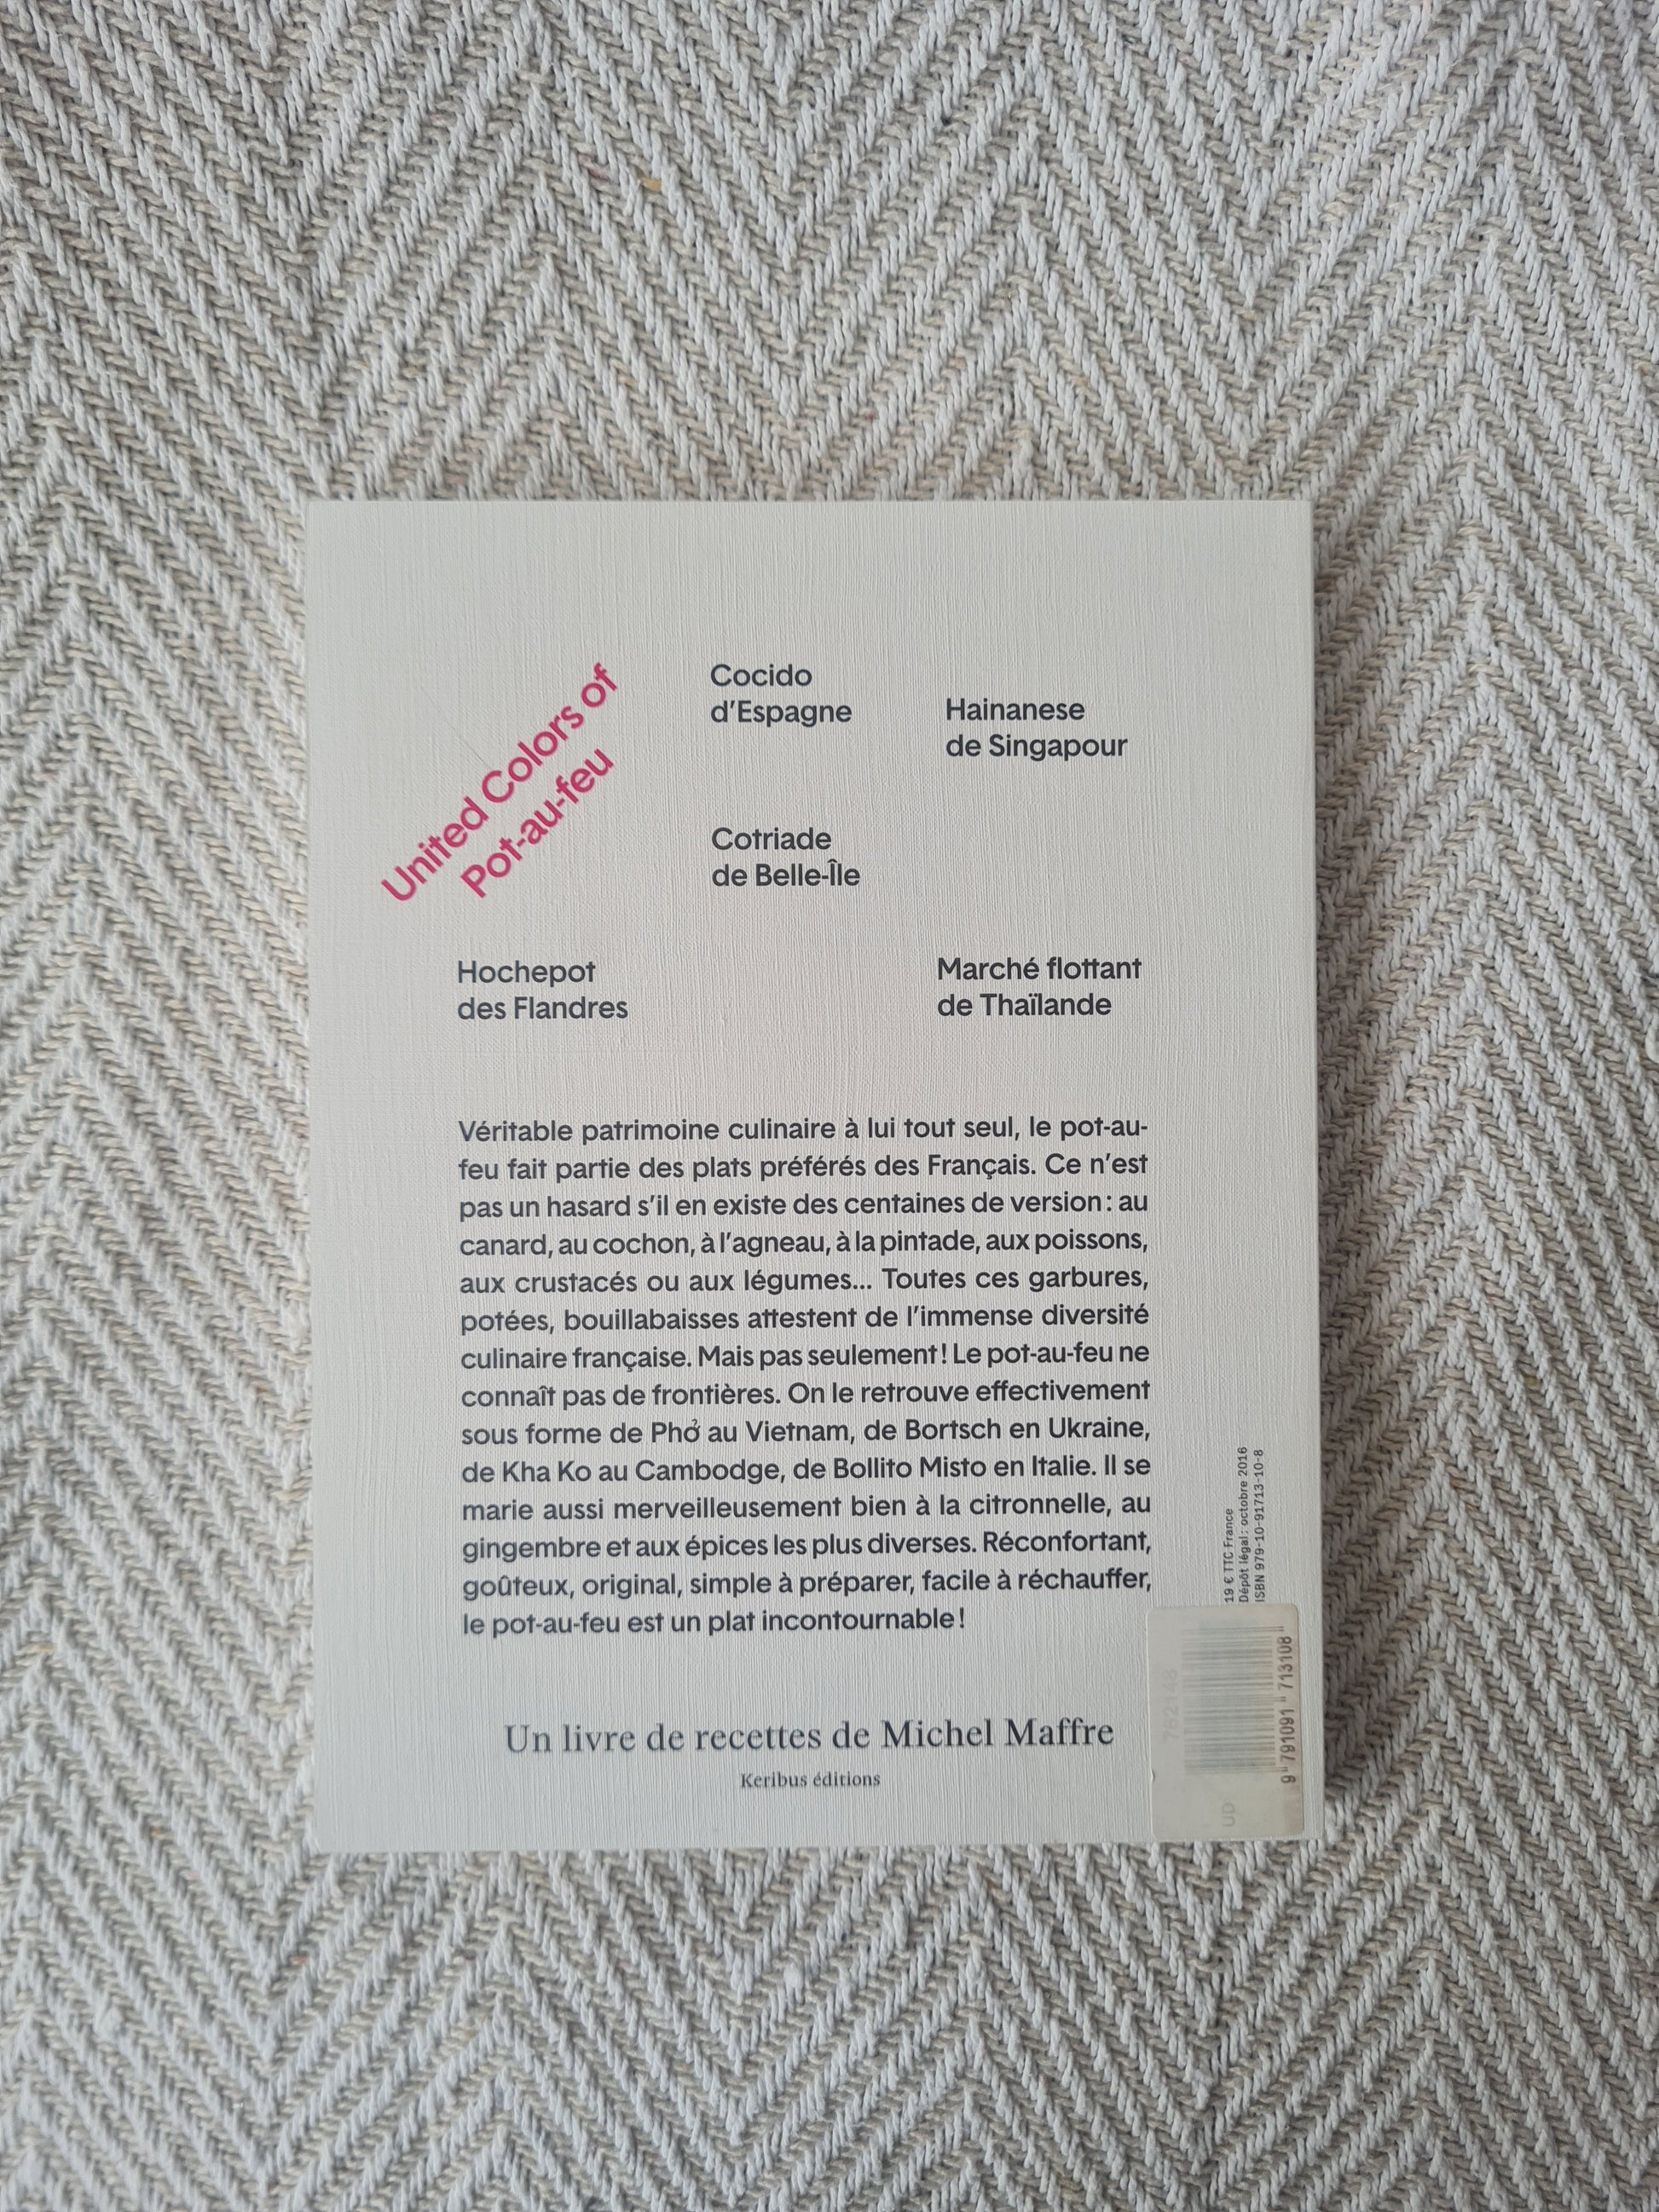 United Colors of
Pot-au-feu
Cocido
d’Espagne
Hainanese
de Singapour
Cotriade
de Belle-Île
Hochepot
des Flandres
Marché flottant
de Thaïlande
Véritable patrimoine culinaire à lui tout seul, le pot-au-
feu fait partie des plats préférés des Français. Ce n’est
pas un hasard s’il en existe des centaines de version : au
canard, au cochon, à l’agneau, à la pintade, aux poissons,
aux crustacés ou aux légumes... Toutes ces garbures,
potées, bouillabaisses attestent de l’immense diversité
culinaire française. Mais pas seulement ! Le pot-au-feu ne
connaît pas de frontières. On le retrouve effectivement
sous forme de Phở au Vietnam, de Bortsch en Ukraine,
de Kha Ko au Cambodge, de Bollito Misto en Italie. Il se
marie aussi merveilleusement bien à la citronnelle, au
gingembre et aux épices les plus diverses. Réconfortant,
goûteux, original, simple à préparer, facile à réchauffer,
le pot-au-feu est un plat incontournable !
19 € TTC France
Dépôt légal : octobre 2016
ISBN 979-10-91713-10-8
782148
UD
9 791091 713108
Un livre de recettes de Michel Maffre
Keribus éditions